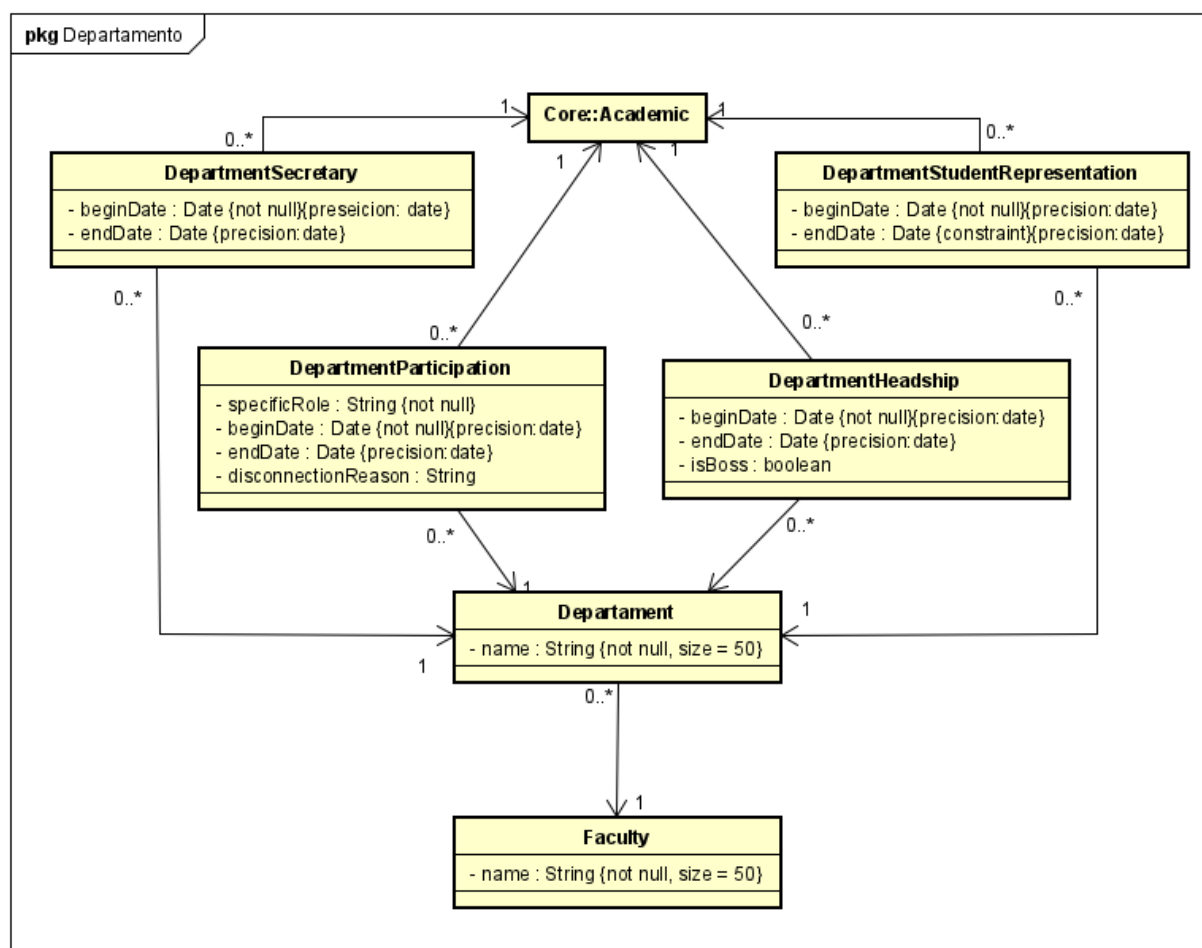 pkg Departamento
Core::Academic
1
1
1
1
0..*
0..*
DepartmentSecretary
- beginDate : Date {not null}{preseicion: date}
- endDate : Date {precision:date}
DepartmentStudentRepresentation
- beginDate : Date {not null}{precision:date}
- endDate : Date {constraint}{precision:date}
0..*
0..*
0..*
0..*
DepartmentParticipation
- specificRole : String {not null}
- beginDate : Date {not null}{precision:date}
- endDate : Date {precision:date}
- disconnectionReason : String
DepartmentHeadship
- beginDate : Date {not null}{precision:date}
- endDate : Date {precision:date}
- isBoss : boolean
0..*
0..*
1
Departament
- name : String {not null, size = 50}
1
1
0..*
1
Faculty
- name : String {not null, size = 50}